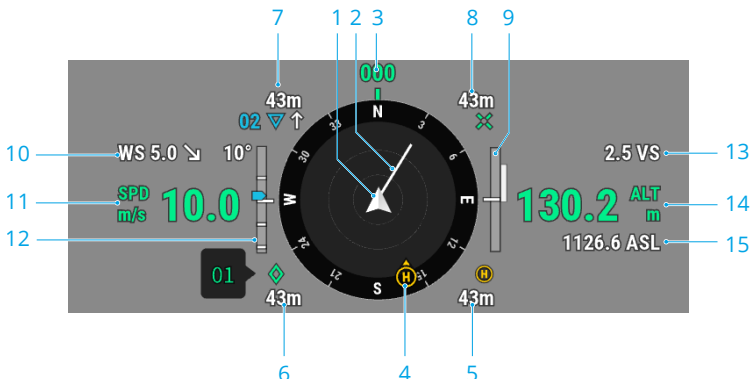 7 1 2 3 8 9
000
43m 43m
02
N
33 3
10 WS 5.0 10° 30 6 2.5 VS 13
11 SPD m/s 10.0 W E 130.2 ALT m 14
12 24 12 1126.6 ASL 15
01 21 S 15 H H
43m 43m
6 4 5